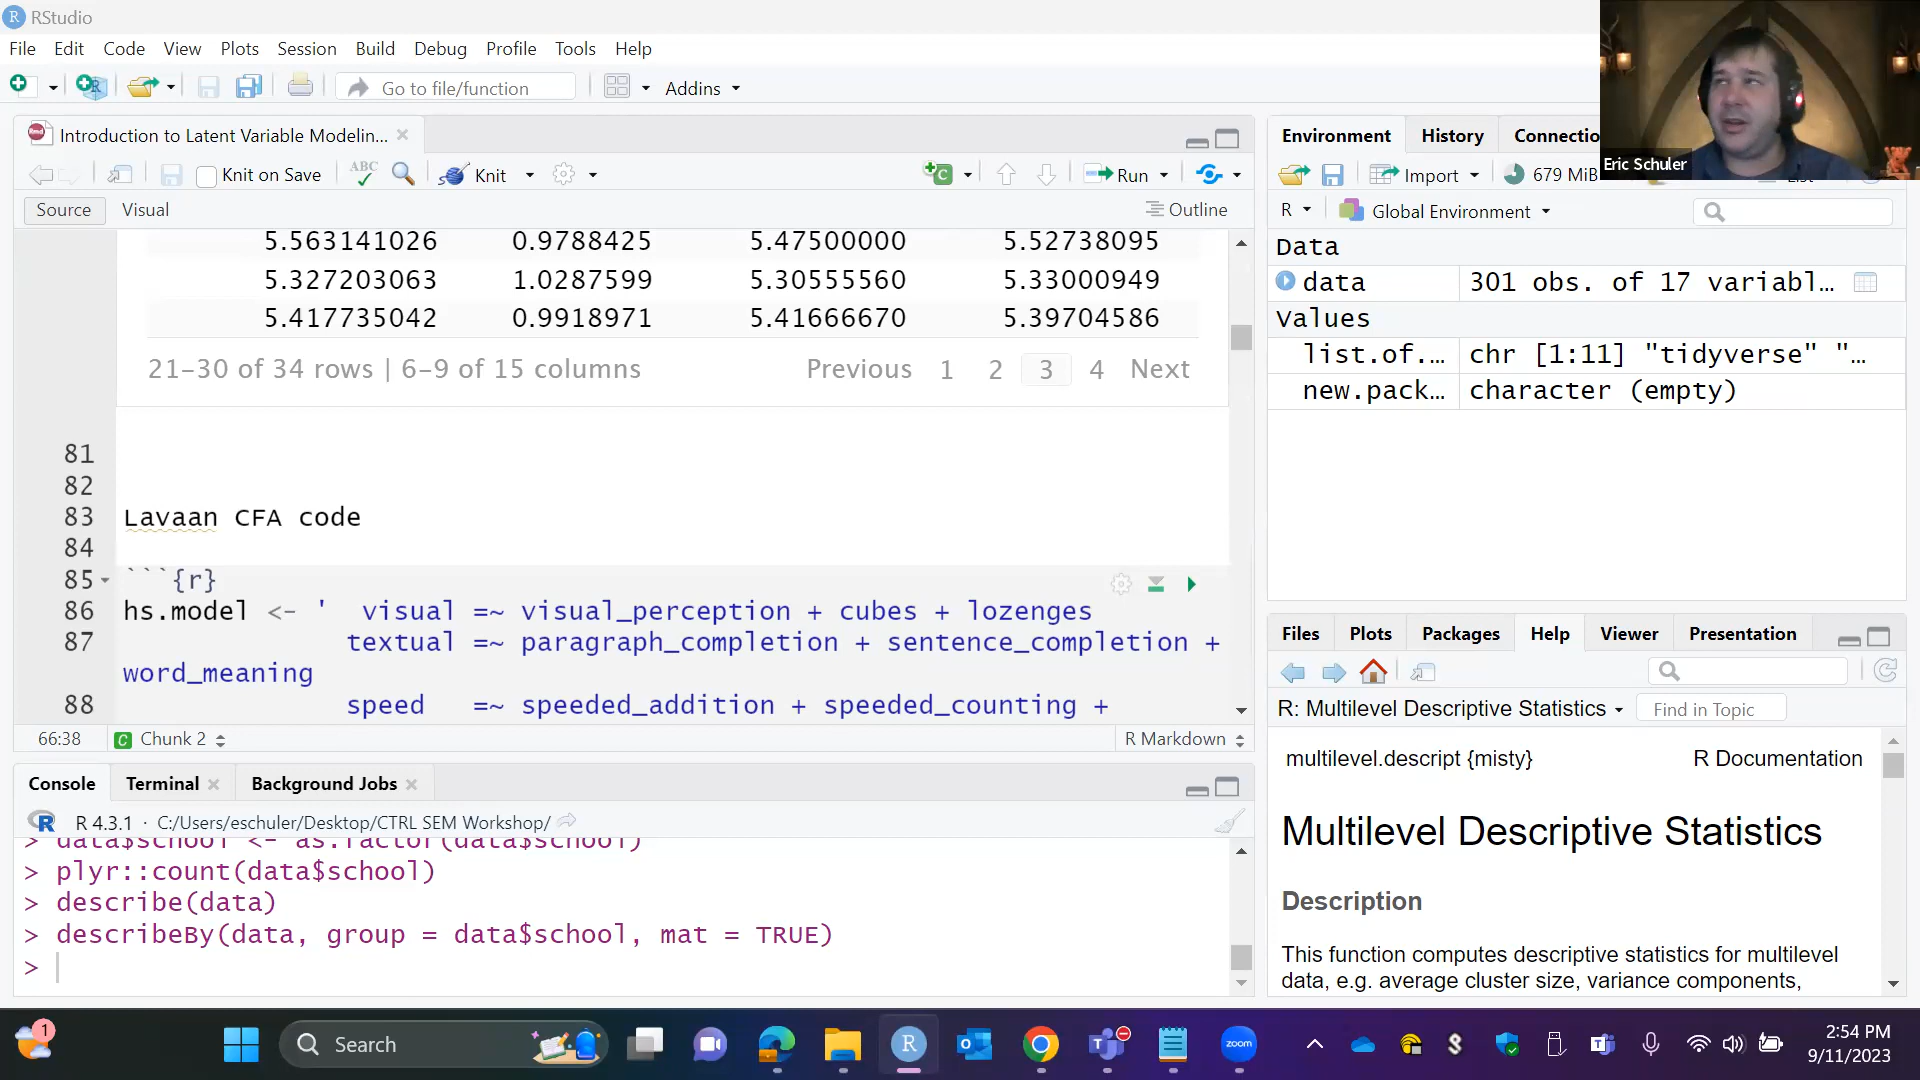 RStudio
File Edit Code View Plots Session Build Debug Profile Tools Help
Go to file/function
Addins
Eric Schuler
Introduction to Latent Variable Modelin...
Knit on Save
ABC
Knit
Run
Source Visual
Outline
5.563141026 0.9788425 5.47500000 5.52738095
5.327203063 1.0287599 5.30555560 5.33000949
5.417735042 0.9918971 5.41666670 5.39704586
21-30 of 34 rows | 6-9 of 15 columns
Previous 1 2 3 4 Next
81
82
83 Lavaan CFA code
84
85 ```{r}
86 hs.model <- ' visual =~ visual_perception + cubes + lozenges
87 textual =~ paragraph_completion + sentence_completion +
word_meaning
88 speed =~ speeded_addition + speeded_counting +
66:38 Chunk 2
R Markdown
Console Terminal Background Jobs
R 4.3.1 · C:/Users/eschuler/Desktop/CTRL SEM Workshop/
> data$school <- as.factor(data$school)
> plyr::count(data$school)
> describe(data)
> describeBy(data, group = data$school, mat = TRUE)
>
Environment History Connectio
Import 679 MiB
R Global Environment
Data
data 301 obs. of 17 variabl...
Values
list.of.... chr [1:11] "tidyverse" "...
new.pack... character (empty)
Files Plots Packages Help Viewer Presentation
R: Multilevel Descriptive Statistics
Find in Topic
multilevel.descript {misty} R Documentation
Multilevel Descriptive Statistics
Description
This function computes descriptive statistics for multilevel
data, e.g. average cluster size, variance components,
1
Search
zoom
2:54 PM
9/11/2023